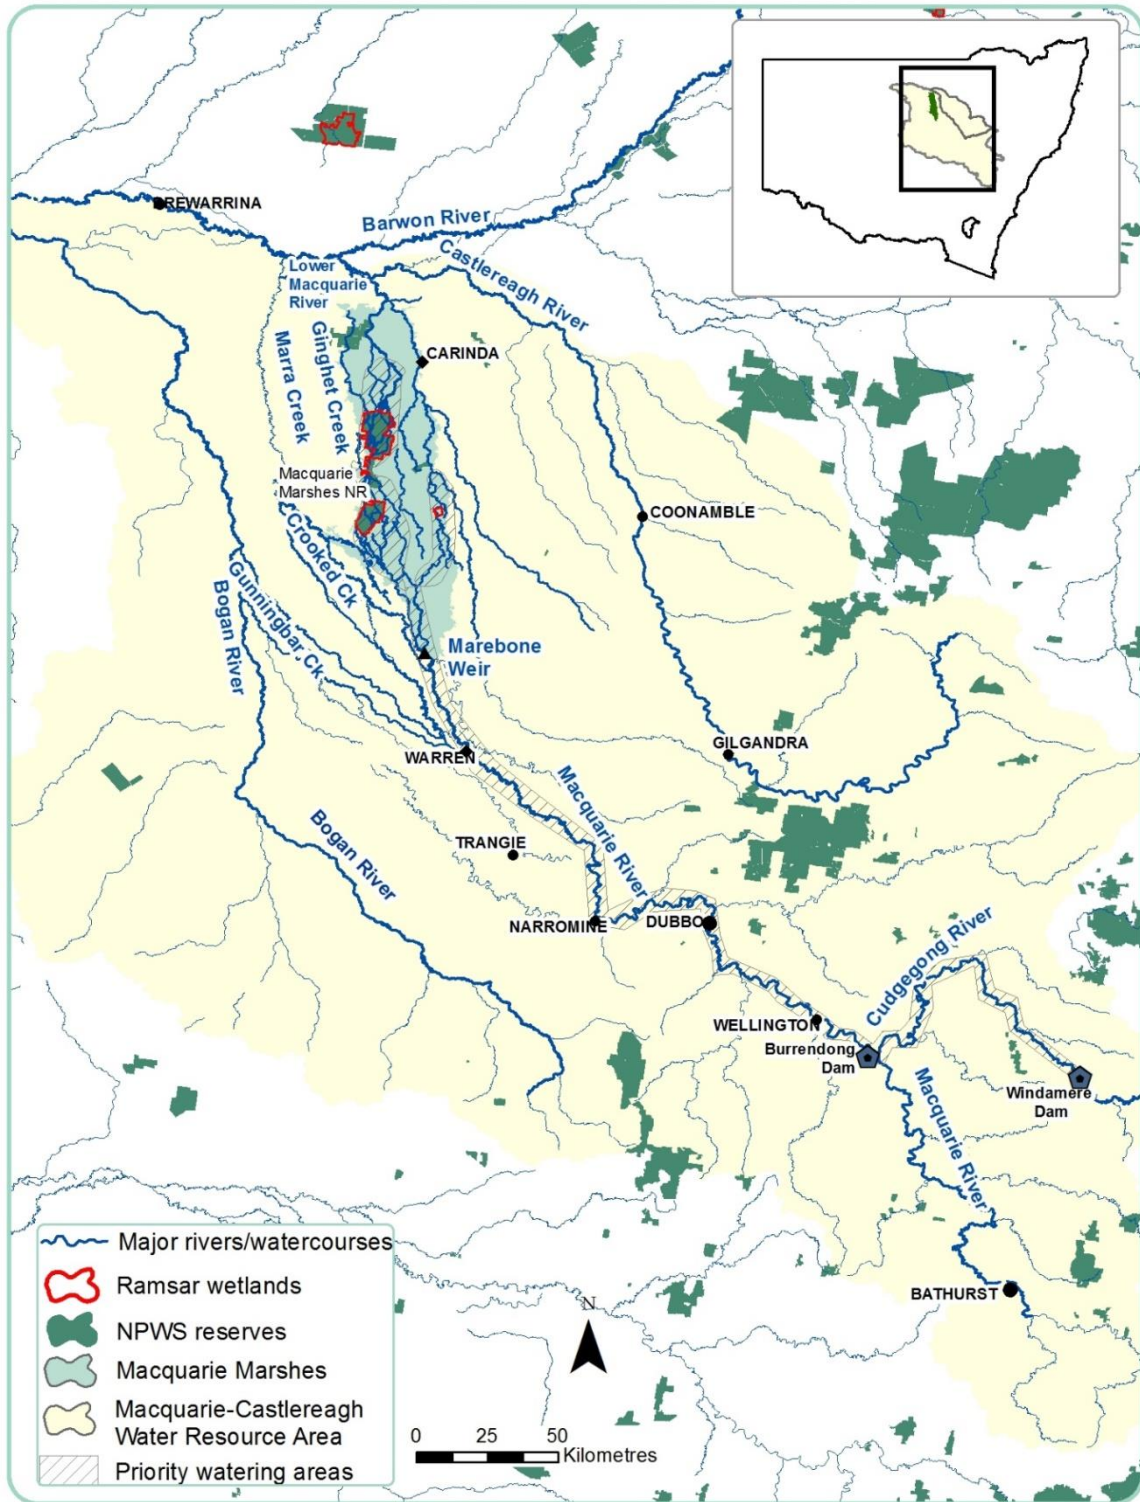 BREWARRINA
Barwon River
Castlereagh River
Lower
Macquarie
River
Ginghet Creek
Marra Creek
CARINDA
Macquarie
Marshes NR
COONAMBLE
Crooked Ck
Gunningbar Ck
Bogan River
Marebone
Weir
WARREN
GILGANDRA
Macquarie River
TRANGIE
Bogan River
NARROMINE
DUBBO
Cudgegong River
WELLINGTON
Burrendong
Dam
Windamere
Dam
Macquarie River
BATHURST
Major rivers/watercourses
Ramsar wetlands
NPWS reserves
Macquarie Marshes
Macquarie-Castlereagh
Water Resource Area
Priority watering areas
N
0 25 50
Kilometres